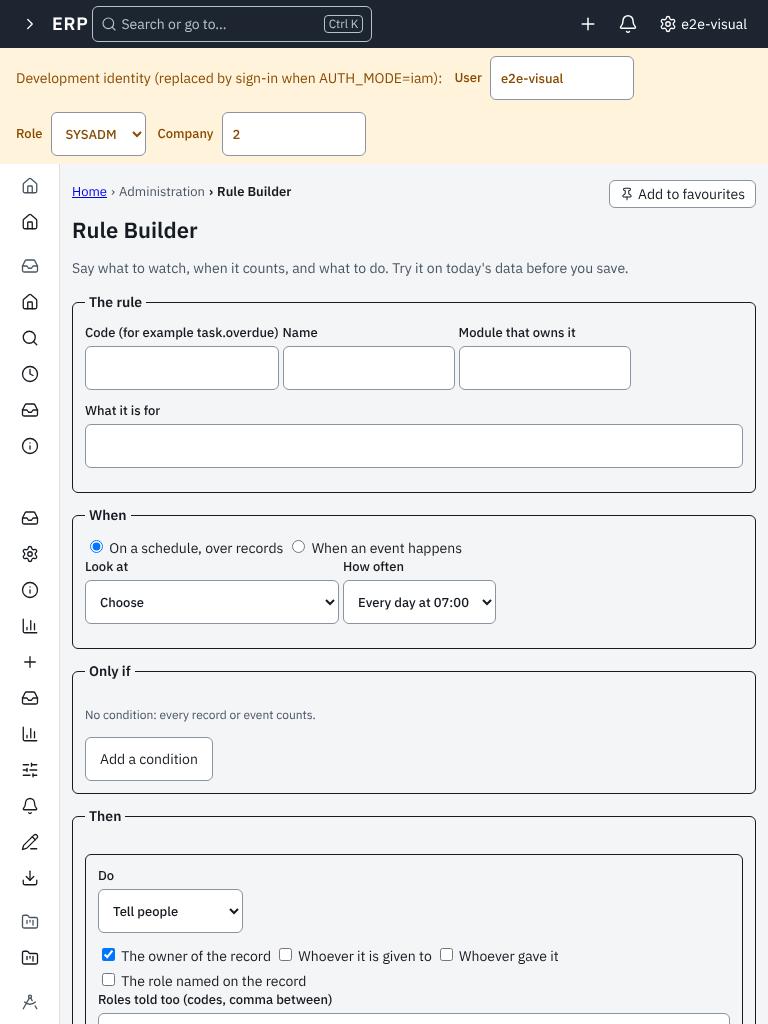 ERP Search or go to... Ctrl K e2e-visual
Development identity (replaced by sign-in when AUTH_MODE=iam): User e2e-visual
Role SYSADM Company 2
Home › Administration › Rule Builder Add to favourites
Rule Builder
Say what to watch, when it counts, and what to do. Try it on today's data before you save.
The rule
Code (for example task.overdue) Name Module that owns it
What it is for
When
On a schedule, over records When an event happens
Look at How often
Choose Every day at 07:00
Only if
No condition: every record or event counts.
Add a condition
Then
Do
Tell people
The owner of the record Whoever it is given to Whoever gave it
The role named on the record
Roles told too (codes, comma between)